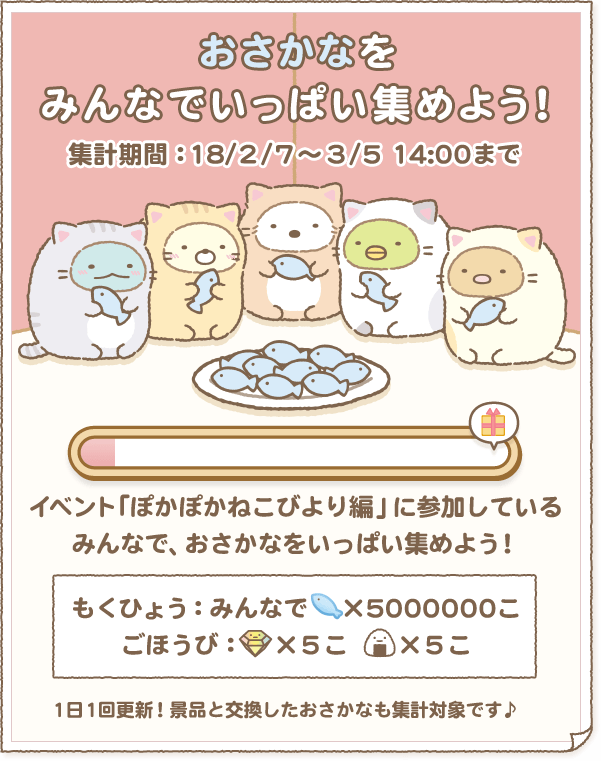 おさかなを
みんなでいっぱい集めよう!
集計期間:18/2/7～3/5 14:00まで
イベント「ぽかぽかねこびより編」に参加している
みんなで、おさかなをいっぱい集めよう!
もくひょう:みんなで×5000000こ
ごほうび:×5こ ×5こ
1日1回更新!景品と交換したおさかなも集計対象です♪